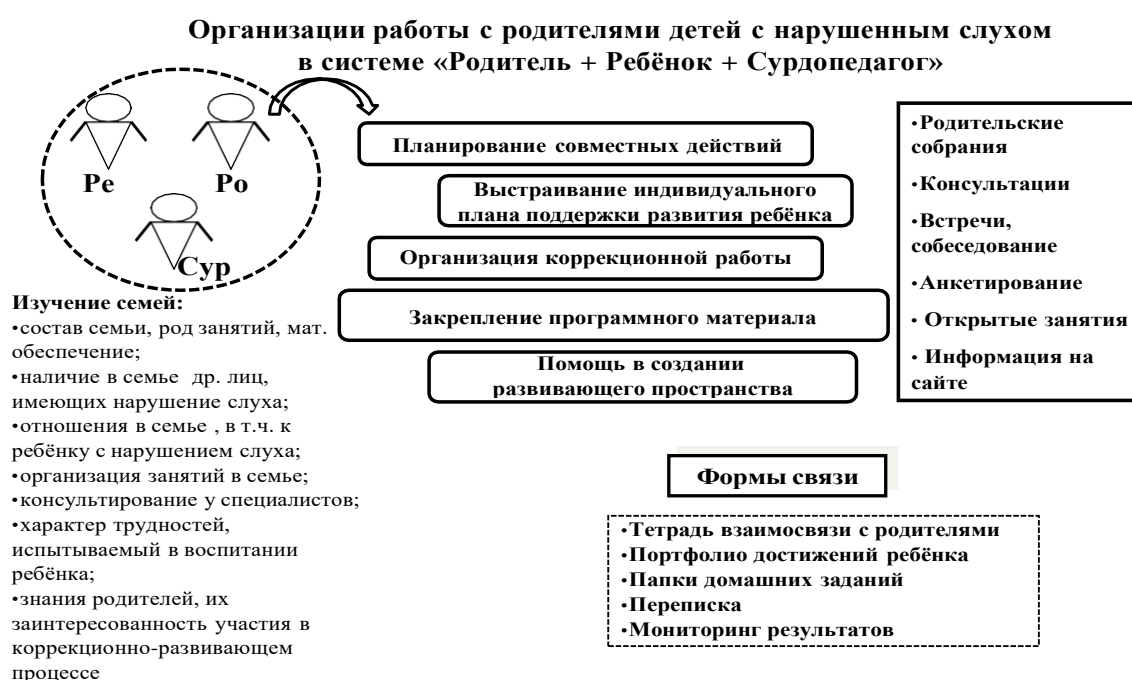 Организации работы с родителями детей с нарушенным слухом
в системе «Родитель + Ребёнок + Сурдопедагог»
Ре
Ро
Сур
Изучение семей:
•состав семьи, род занятий, мат.
обеспечение;
•наличие в семье др. лиц,
имеющих нарушение слуха;
•отношения в семье , в т.ч. к
ребёнку с нарушением слуха;
•организация занятий в семье;
•консультирование у специалистов;
•характер трудностей,
испытываемый в воспитании
ребёнка;
•знания родителей, их
заинтересованность участия в
коррекционно-развивающем
процессе
Планирование совместных действий
Выстраивание индивидуального
плана поддержки развития ребёнка
Организация коррекционной работы
Закрепление программного материала
Помощь в создании
развивающего пространства
•Родительские
собрания
•Консультации
•Встречи,
собеседование
•Анкетирование
• Открытые занятия
• Информация на
сайте
Формы связи
•Тетрадь взаимосвязи с родителями
•Портфолио достижений ребёнка
•Папки домашних заданий
•Переписка
•Мониторинг результатов